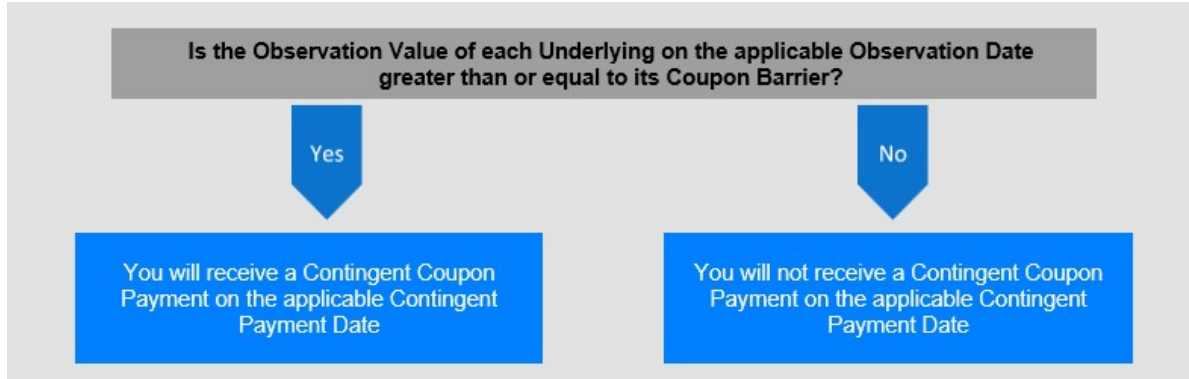 Is the Observation Value of each Underlying on the applicable Observation Date
greater than or equal to its Coupon Barrier?
Yes
No
You will receive a Contingent Coupon
Payment on the applicable Contingent
Payment Date
You will not receive a Contingent Coupon
Payment on the applicable Contingent
Payment Date